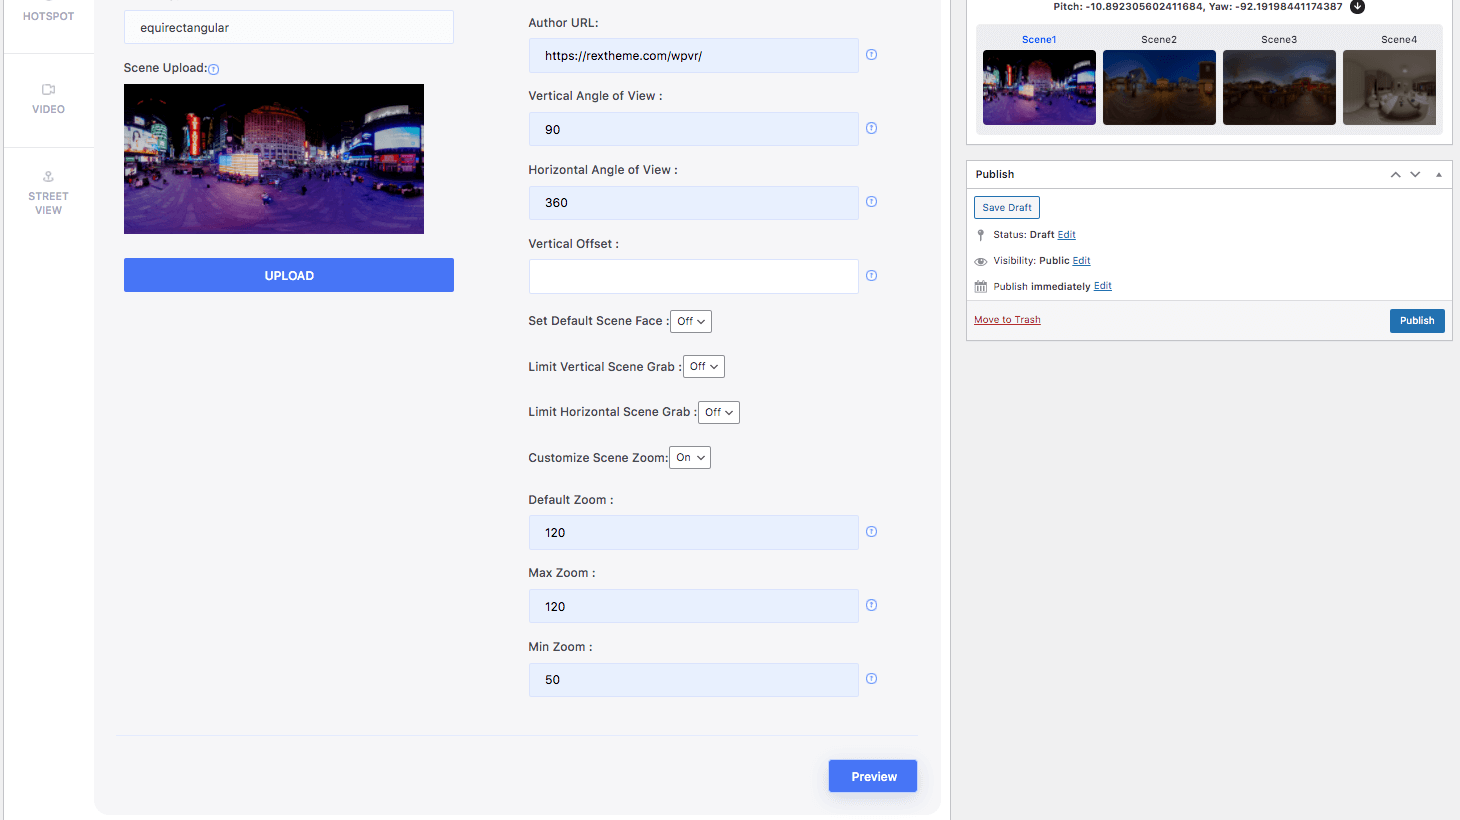 HOTSPOT
VIDEO
STREET
VIEW
equirectangular
Scene Upload:
UPLOAD
Author URL:
https://rextheme.com/wpvr/
Vertical Angle of View :
90
Horizontal Angle of View :
360
Vertical Offset :
Set Default Scene Face : Off
Limit Vertical Scene Grab : Off
Limit Horizontal Scene Grab : Off
Customize Scene Zoom: On
Default Zoom :
120
Max Zoom :
120
Min Zoom :
50
Preview
Pitch: -10.892305602411684, Yaw: -92.19198441174387
Scene1 Scene2 Scene3 Scene4
Publish
Save Draft
Status: Draft Edit
Visibility: Public Edit
Publish immediately Edit
Move to Trash
Publish